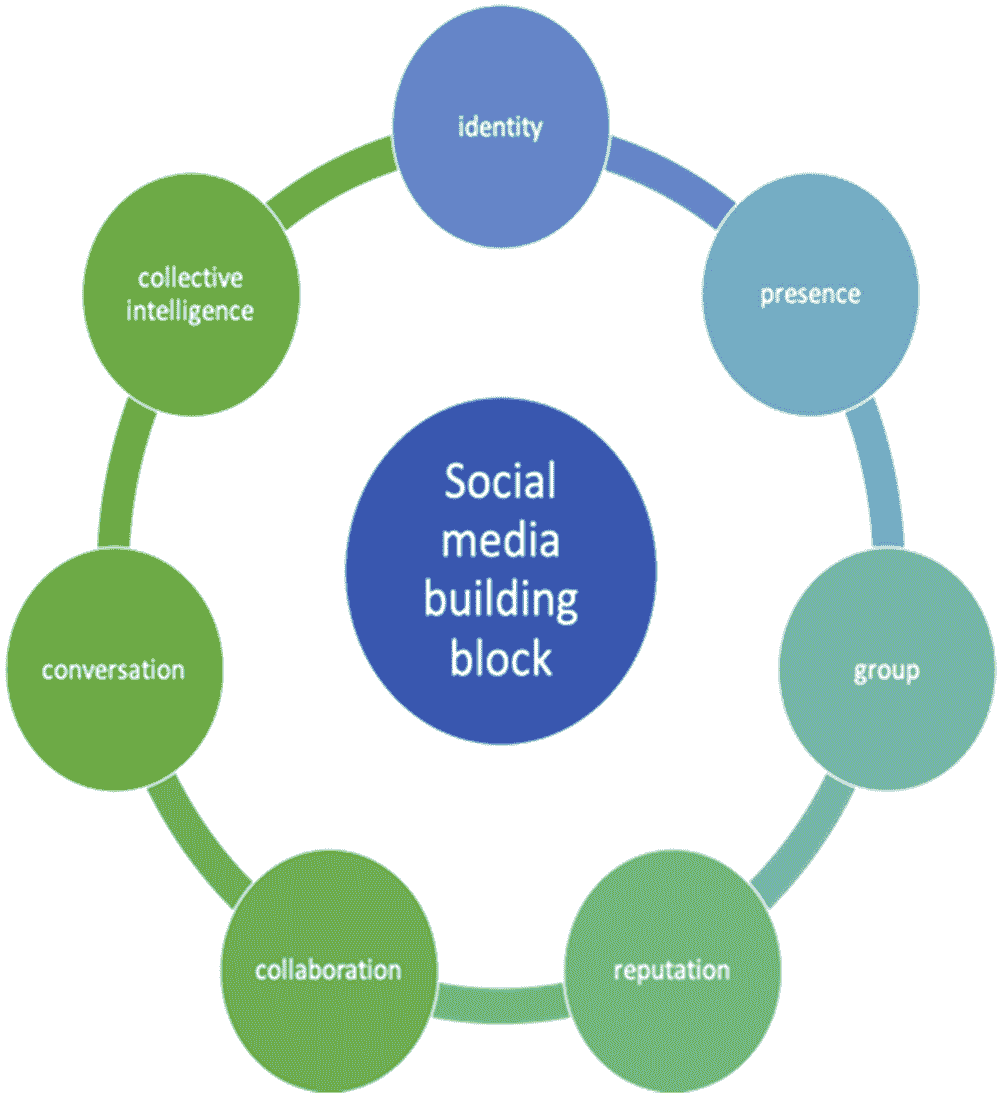 identity
presence
group
reputation
collaboration
conversation
collective
intelligence
Social
media
building
block